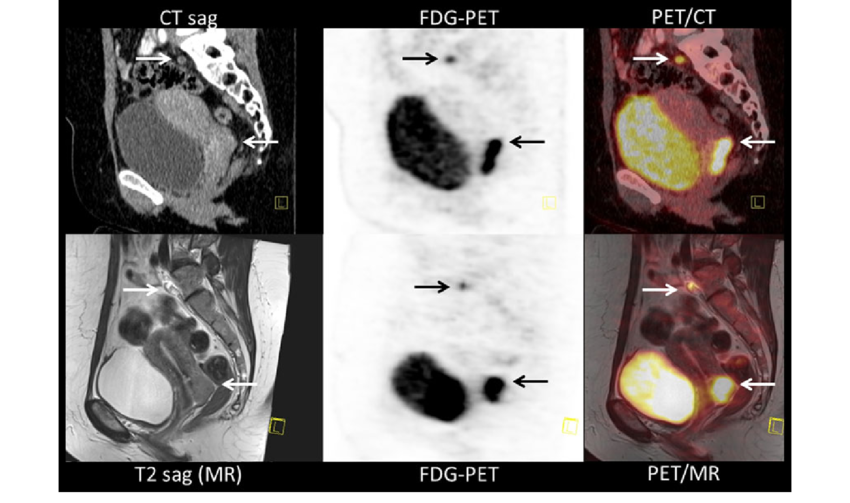 CT sag
FDG-PET
PET/CT
L
L
L
L
L
L
T2 sag (MR)
FDG-PET
PET/MR